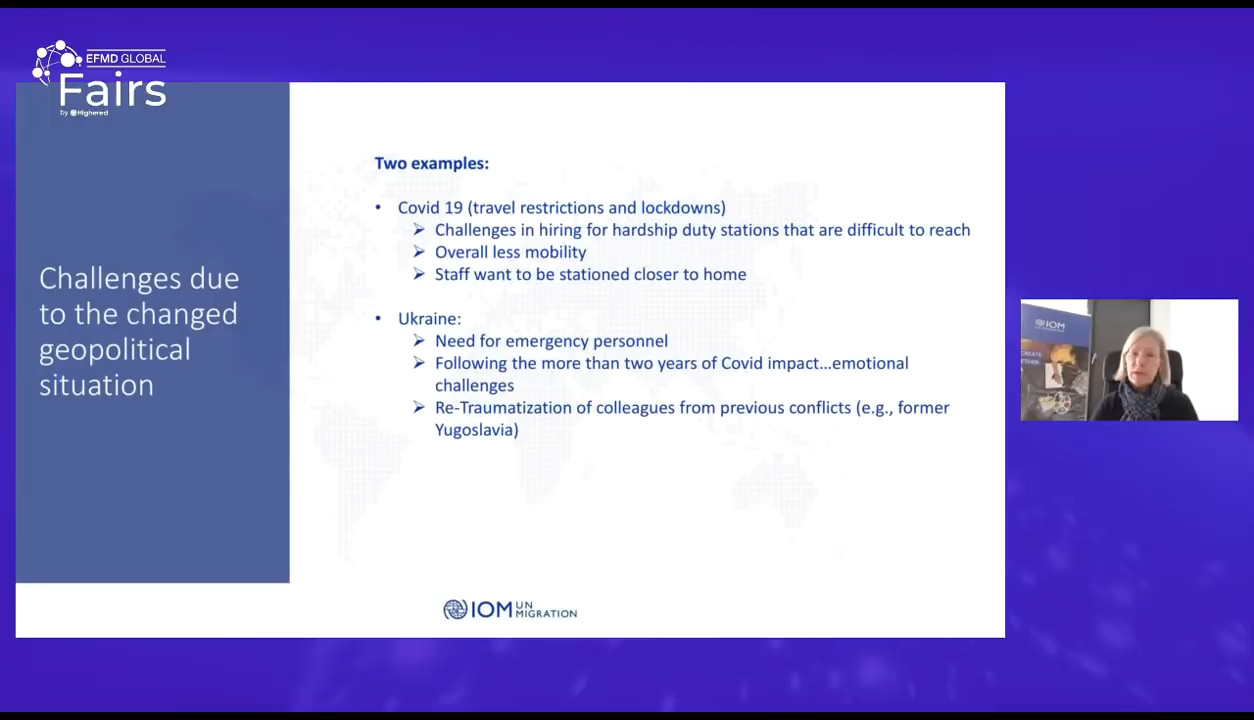 EFMD GLOBAL
Fairs
by Highered
Challenges due
to the changed
geopolitical
situation
Two examples:
• Covid 19 (travel restrictions and lockdowns)
➢ Challenges in hiring for hardship duty stations that are difficult to reach
➢ Overall less mobility
➢ Staff want to be stationed closer to home
• Ukraine:
➢ Need for emergency personnel
➢ Following the more than two years of Covid impact...emotional
challenges
➢ Re-Traumatization of colleagues from previous conflicts (e.g., former
Yugoslavia)
IOM UN
MIGRATION
IOM